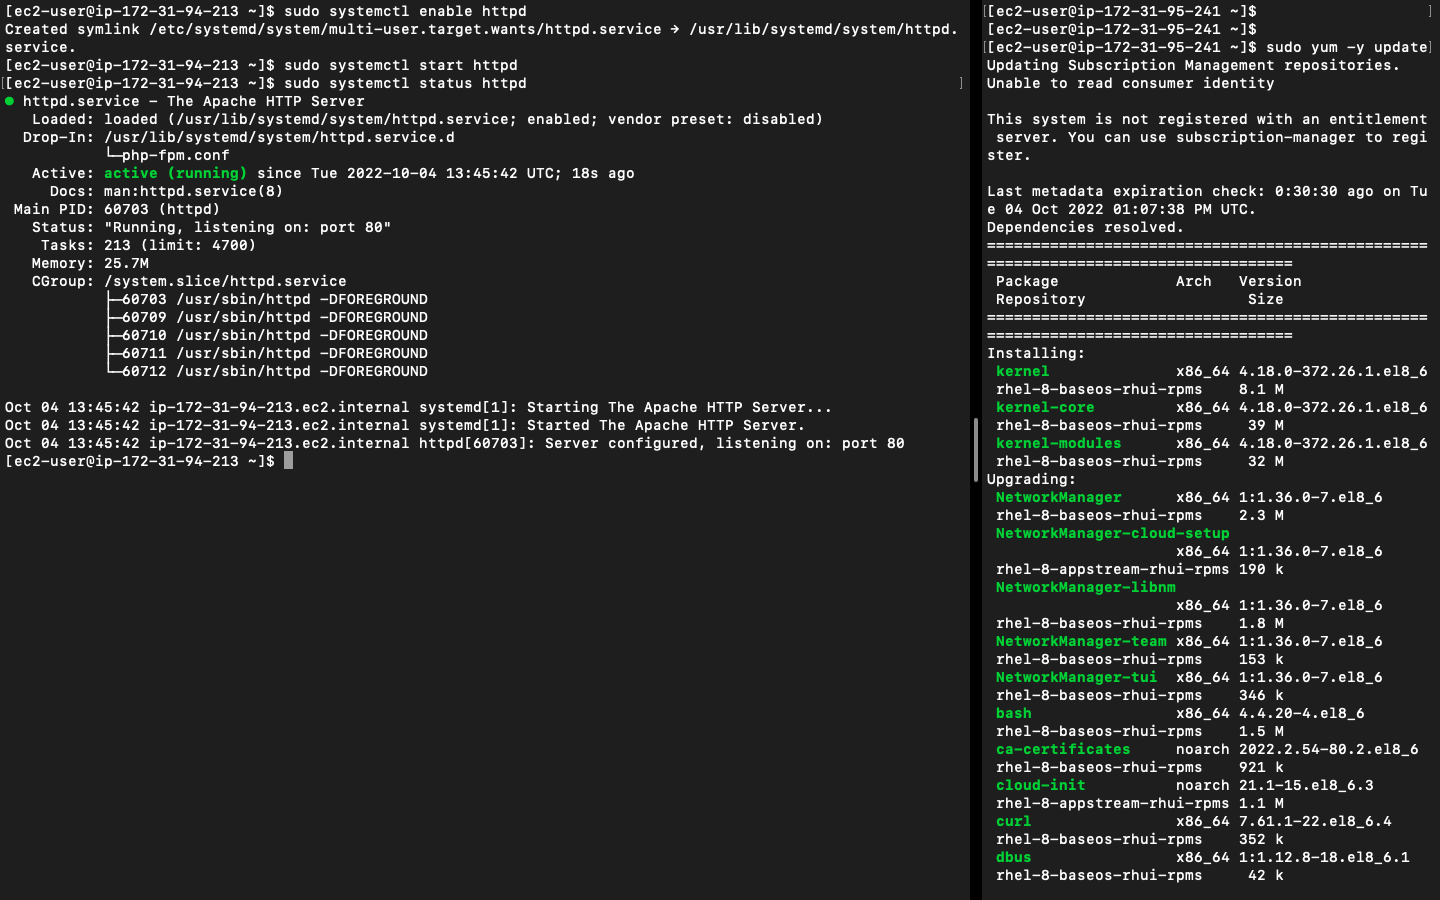 [ec2-user@ip-172-31-94-213 ~]$ sudo systemctl enable httpd
Created symlink /etc/systemd/system/multi-user.target.wants/httpd.service → /usr/lib/systemd/system/httpd.
service.
[ec2-user@ip-172-31-94-213 ~]$ sudo systemctl start httpd
[[ec2-user@ip-172-31-94-213 ~]$ sudo systemctl status httpd ]
● httpd.service - The Apache HTTP Server
Loaded: loaded (/usr/lib/systemd/system/httpd.service; enabled; vendor preset: disabled)
Drop-In: /usr/lib/systemd/system/httpd.service.d
└─php-fpm.conf
Active: active (running) since Tue 2022-10-04 13:45:42 UTC; 18s ago
Docs: man:httpd.service(8)
Main PID: 60703 (httpd)
Status: "Running, listening on: port 80"
Tasks: 213 (limit: 4700)
Memory: 25.7M
CGroup: /system.slice/httpd.service
├─60703 /usr/sbin/httpd -DFOREGROUND
├─60709 /usr/sbin/httpd -DFOREGROUND
├─60710 /usr/sbin/httpd -DFOREGROUND
├─60711 /usr/sbin/httpd -DFOREGROUND
└─60712 /usr/sbin/httpd -DFOREGROUND
Oct 04 13:45:42 ip-172-31-94-213.ec2.internal systemd[1]: Starting The Apache HTTP Server...
Oct 04 13:45:42 ip-172-31-94-213.ec2.internal systemd[1]: Started The Apache HTTP Server.
Oct 04 13:45:42 ip-172-31-94-213.ec2.internal httpd[60703]: Server configured, listening on: port 80
[ec2-user@ip-172-31-94-213 ~]$
[[ec2-user@ip-172-31-95-241 ~]$ ]
[[ec2-user@ip-172-31-95-241 ~]$
[[ec2-user@ip-172-31-95-241 ~]$ sudo yum -y update]
Updating Subscription Management repositories.
Unable to read consumer identity
This system is not registered with an entitlement
server. You can use subscription-manager to regi
ster.
Last metadata expiration check: 0:30:30 ago on Tu
e 04 Oct 2022 01:07:38 PM UTC.
Dependencies resolved.
=================================================
==================================
Package Arch Version
Repository Size
=================================================
==================================
Installing:
kernel x86_64 4.18.0-372.26.1.el8_6
rhel-8-baseos-rhui-rpms 8.1 M
kernel-core x86_64 4.18.0-372.26.1.el8_6
rhel-8-baseos-rhui-rpms 39 M
kernel-modules x86_64 4.18.0-372.26.1.el8_6
rhel-8-baseos-rhui-rpms 32 M
Upgrading:
NetworkManager x86_64 1:1.36.0-7.el8_6
rhel-8-baseos-rhui-rpms 2.3 M
NetworkManager-cloud-setup
x86_64 1:1.36.0-7.el8_6
rhel-8-appstream-rhui-rpms 190 k
NetworkManager-libnm
x86_64 1:1.36.0-7.el8_6
rhel-8-baseos-rhui-rpms 1.8 M
NetworkManager-team x86_64 1:1.36.0-7.el8_6
rhel-8-baseos-rhui-rpms 153 k
NetworkManager-tui x86_64 1:1.36.0-7.el8_6
rhel-8-baseos-rhui-rpms 346 k
bash x86_64 4.4.20-4.el8_6
rhel-8-baseos-rhui-rpms 1.5 M
ca-certificates noarch 2022.2.54-80.2.el8_6
rhel-8-baseos-rhui-rpms 921 k
cloud-init noarch 21.1-15.el8_6.3
rhel-8-appstream-rhui-rpms 1.1 M
curl x86_64 7.61.1-22.el8_6.4
rhel-8-baseos-rhui-rpms 352 k
dbus x86_64 1:1.12.8-18.el8_6.1
rhel-8-baseos-rhui-rpms 42 k